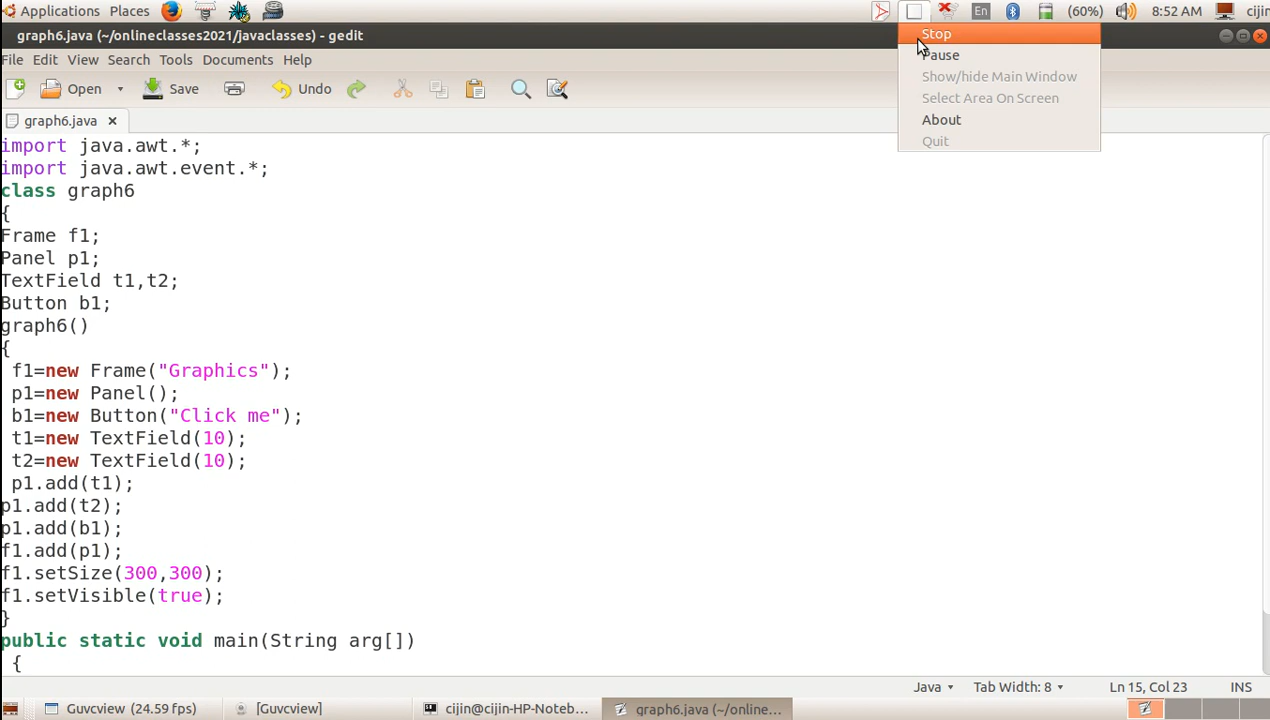 Applications Places En (60%) 8:52 AM cijin
graph6.java (~/onlineclasses2021/javaclasses) - gedit
Stop
Pause
Show/hide Main Window
Select Area On Screen
About
Quit
File Edit View Search Tools Documents Help
Open Save Undo
graph6.java
import java.awt.*;
import java.awt.event.*;
class graph6
{
Frame f1;
Panel p1;
TextField t1,t2;
Button b1;
graph6()
{
f1=new Frame("Graphics");
p1=new Panel();
b1=new Button("Click me");
t1=new TextField(10);
t2=new TextField(10);
p1.add(t1);
p1.add(t2);
p1.add(b1);
f1.add(p1);
f1.setSize(300,300);
f1.setVisible(true);
}
public static void main(String arg[])
{
Java Tab Width: 8 Ln 15, Col 23 INS
Guvcview (24.59 fps) [Guvcview] cijin@cijin-HP-Noteb... graph6.java (~/online...